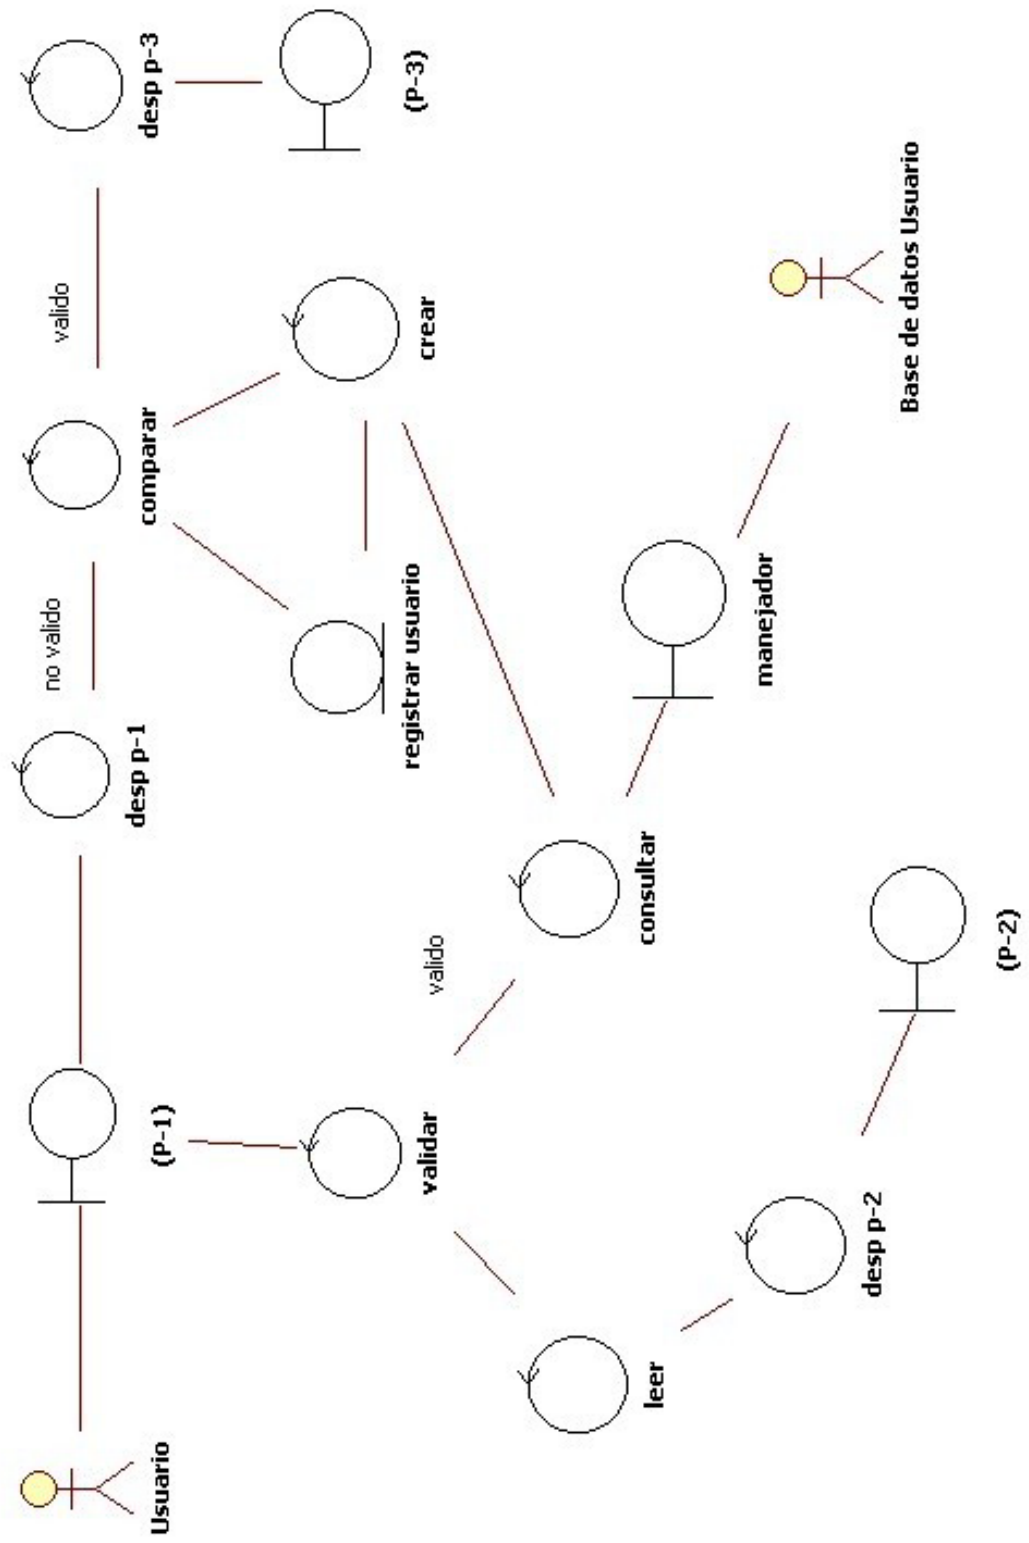 Usuario
(P-1)
desp p-1
no valido
comparar
valido
desp p-3
(P-3)
validar
registrar usuario
crear
valido
leer
consultar
manejador
desp p-2
(P-2)
Base de datos Usuario